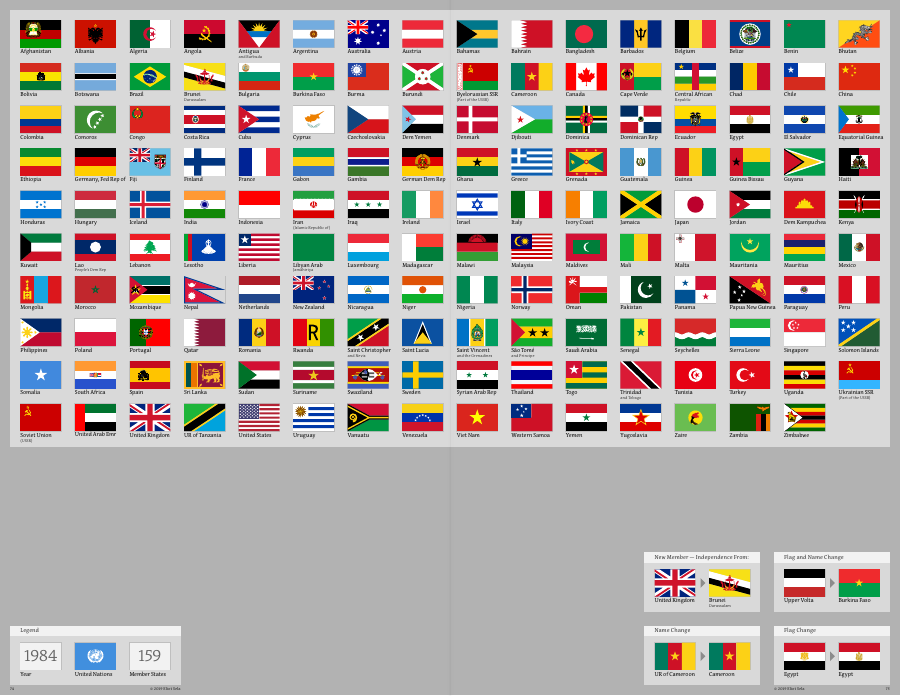 Afghanistan Albania Algeria Angola Antigua Argentina Australia Austria Bahamas Bahrain Bangladesh Barbados Belgium Belize Benin Bhutan
and Barbuda
Bolivia Botswana Brazil Brunei Bulgaria Burkina Faso Burma Burundi Byelorussian SSR Cameroon Canada Cape Verde Central African Chad Chile China
Darussalam (Part of the USSR) Republic
Colombia Comoros Congo Costa Rica Cuba Cyprus Czechoslovakia Dem Yemen Denmark Djibouti Dominica Dominican Rep Ecuador Egypt El Salvador Equatorial Guinea
Ethiopia Germany, Fed Rep of Fiji Finland France Gabon Gambia German Dem Rep Ghana Greece Grenada Guatemala Guinea Guinea Bissau Guyana Haiti
Honduras Hungary Iceland India Indonesia Iran Iraq Ireland Israel Italy Ivory Coast Jamaica Japan Jordan Dem Kampuchea Kenya
(Islamic Republic of)
Kuwait Lao Lebanon Lesotho Liberia Libyan Arab Luxembourg Madagascar Malawi Malaysia Maldives Mali Malta Mauritania Mauritius Mexico
People's Dem Rep Jamahiriya
Mongolia Morocco Mozambique Nepal Netherlands New Zealand Nicaragua Niger Nigeria Norway Oman Pakistan Panama Papua New Guinea Paraguay Peru
Philippines Poland Portugal Qatar Romania Rwanda Saint Christopher Saint Lucia Saint Vincent São Tomé Saudi Arabia Senegal Seychelles Sierra Leone Singapore Solomon Islands
and Nevis and the Grenadines and Principe
Somalia South Africa Spain Sri Lanka Sudan Suriname Swaziland Sweden Syrian Arab Rep Thailand Togo Trinidad Tunisia Turkey Uganda Ukrainian SSR
and Tobago (Part of the USSR)
Soviet Union United Arab Emr United Kingdom UR of Tanzania United States Uruguay Vanuatu Venezuela Viet Nam Western Samoa Yemen Yugoslavia Zaire Zambia Zimbabwe
(USSR)
New Member — Independence From:
United Kingdom Brunei
Darussalam
Flag and Name Change
Upper Volta Burkina Faso
Legend
1984 159
Year United Nations Member States
Name Change
UR of Cameroon Cameroon
Flag Change
Egypt Egypt